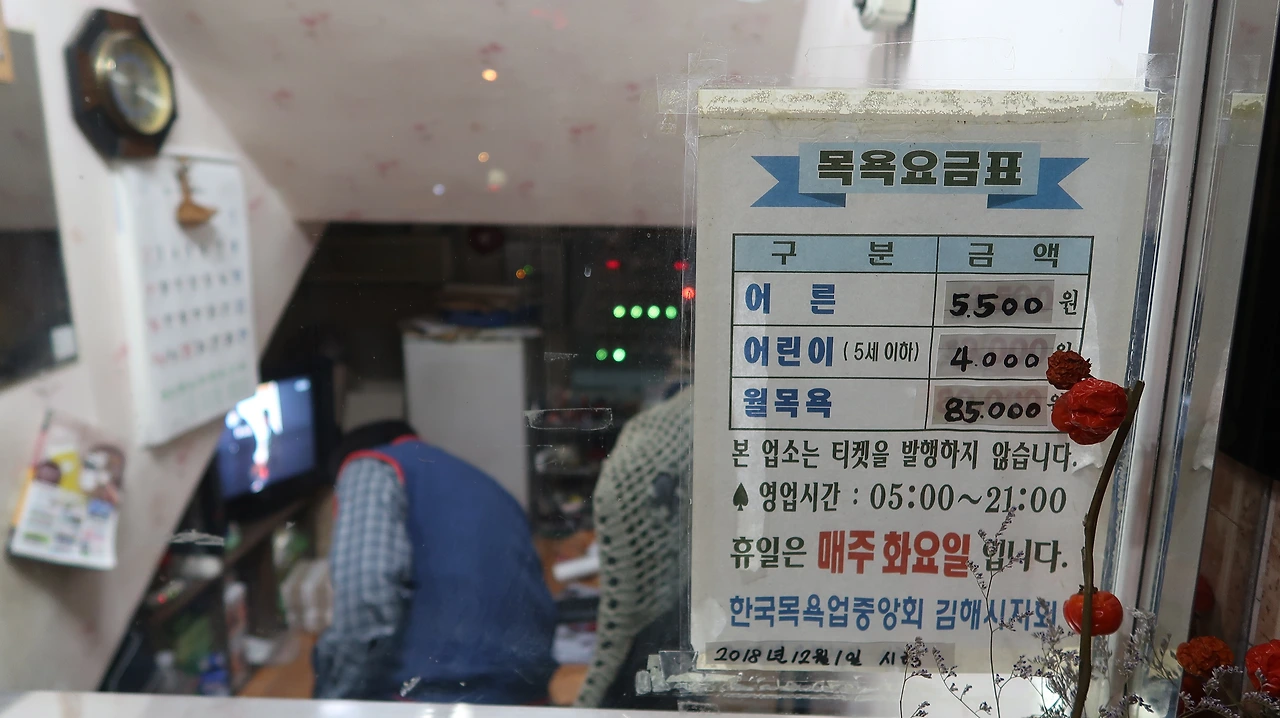 목욕요금표
구 분 금 액
어 른 5.500 원
어린이 (5세 이하) 4.000
월목욕 85.000
본 업소는 티켓을 발행하지 않습니다.
♠ 영업시간 : 05:00~21:00
휴일은 매주 화요일 입니다.
한국목욕업중앙회 김해시지회
2018년 12월 1일 시행